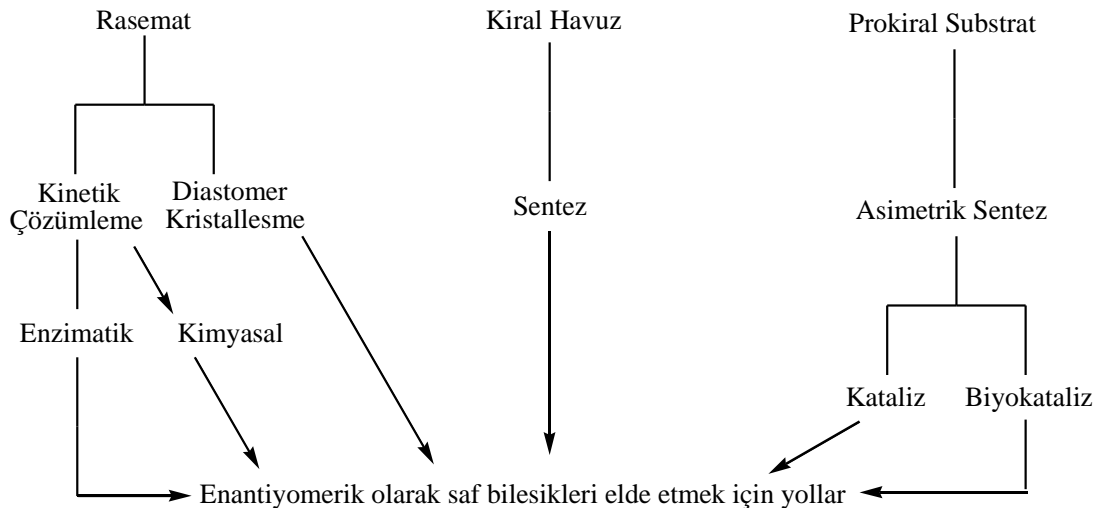 Rasemat
Kiral Havuz
Prokiral Substrat
Kinetik
Çözümleme
Diastomer
Kristallesme
Sentez
Asimetrik Sentez
Enzimatik
Kimyasal
Kataliz
Biyokataliz
Enantiyomerik olarak saf bilesikleri elde etmek için yollar